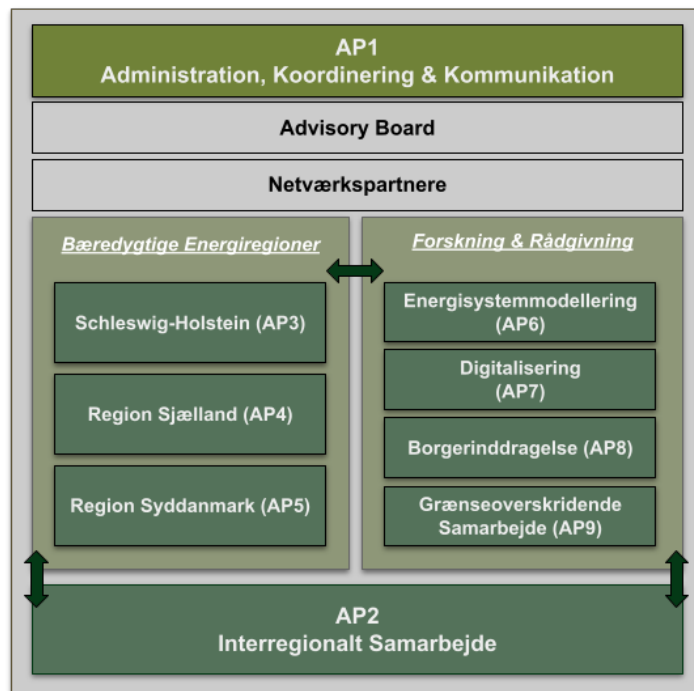 AP1
Administration, Koordinering & Kommunikation
Advisory Board
Netværkspartnere
Bæredygtige Energiregioner
Schleswig-Holstein (AP3)
Region Sjælland (AP4)
Region Syddanmark (AP5)
Forskning & Rådgivning
Energisystemmodellering
(AP6)
Digitalisering
(AP7)
Borgerinddragelse (AP8)
Grænseoverskridende
Samarbejde (AP9)
AP2
Interregionalt Samarbejde